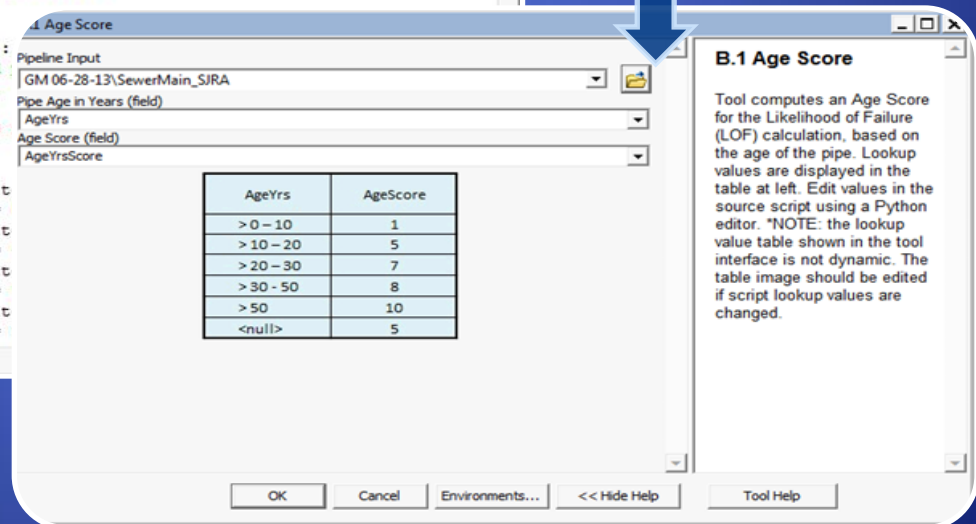 .1 Age Score
Pipeline Input
GM 06-28-13\SewerMain_SJRA
Pipe Age in Years (field)
AgeYrs
Age Score (field)
AgeYrsScore
AgeYrs AgeScore
>0–10 1
>10–20 5
>20–30 7
>30 - 50 8
>50 10
<null> 5
OK Cancel Environments... << Hide Help Tool Help
B.1 Age Score
Tool computes an Age Score
for the Likelihood of Failure
(LOF) calculation, based on
the age of the pipe. Lookup
values are displayed in the
table at left. Edit values in the
source script using a Python
editor. *NOTE: the lookup
value table shown in the tool
interface is not dynamic. The
table image should be edited
if script lookup values are
changed.